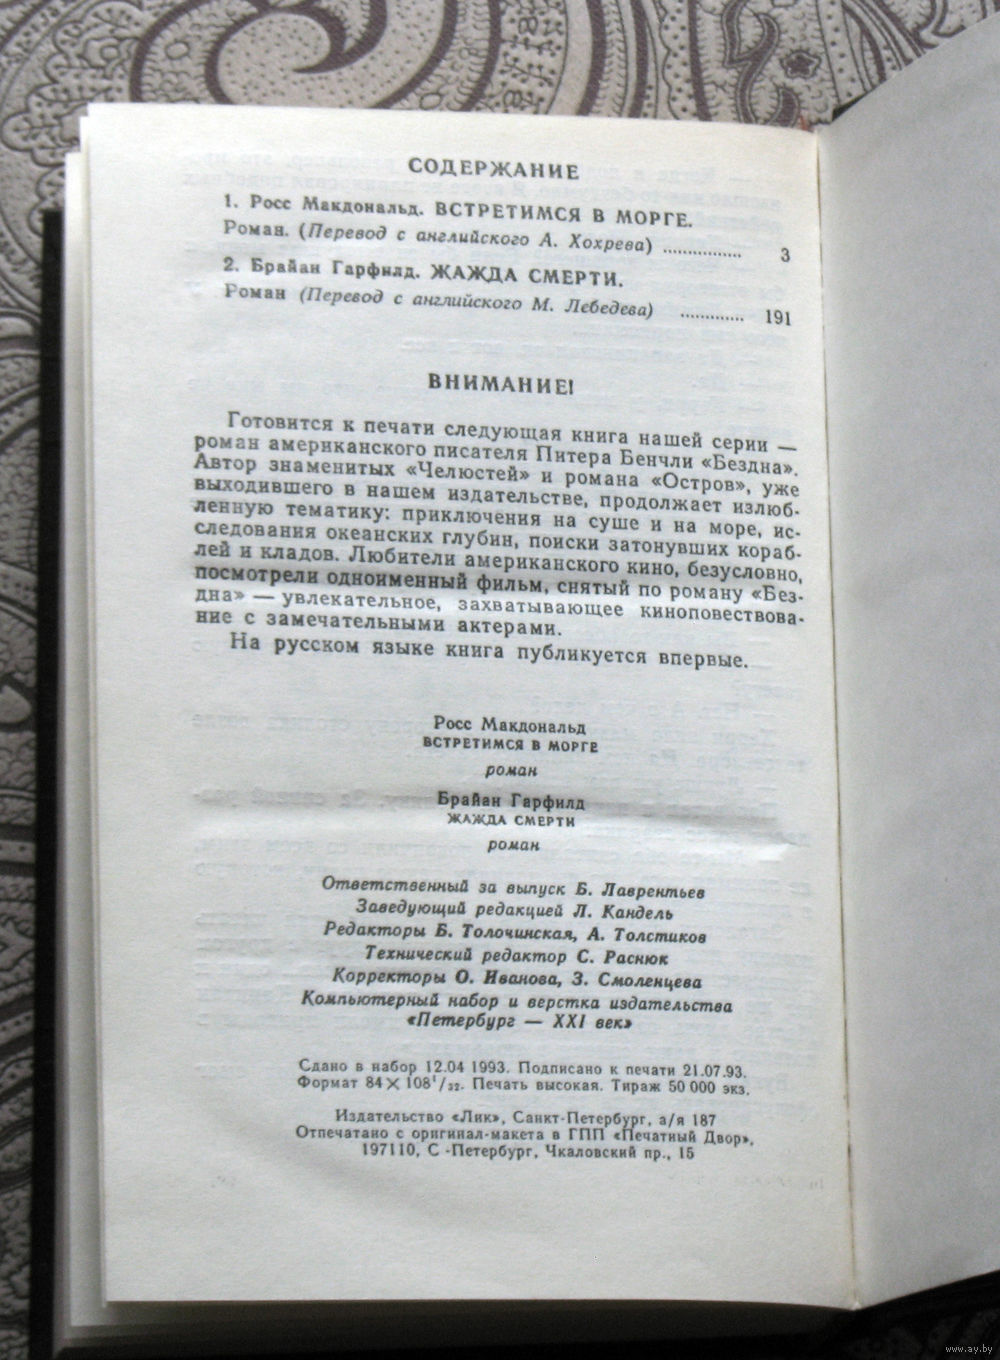 СОДЕРЖАНИЕ
1. Росс Макдональд. ВСТРЕТИМСЯ В МОРГЕ.
Роман. (Перевод с английского А. Хохрева) ............... 3
2. Брайан Гарфилд. ЖАЖДА СМЕРТИ.
Роман (Перевод с английского М. Лебедева) ............ 191
ВНИМАНИЕ!
Готовится к печати следующая книга нашей серии —
роман американского писателя Питера Бенчли «Бездна».
Автор знаменитых «Челюстей» и романа «Остров», уже
выходившего в нашем издательстве, продолжает излюб-
ленную тематику: приключения на суше и на море, ис-
следования океанских глубин, поиски затонувших кораб-
лей и кладов. Любители американского кино, безусловно,
посмотрели одноименный фильм, снятый по роману «Без-
дна» — увлекательное, захватывающее киноповествова-
ние с замечательными актерами.
На русском языке книга публикуется впервые.
Росс Макдональд
ВСТРЕТИМСЯ В МОРГЕ
роман
Брайан Гарфилд
ЖАЖДА СМЕРТИ
роман
Ответственный за выпуск Б. Лаврентьев
Заведующий редакцией Л. Кандель
Редакторы Б. Толочинская, А. Толстиков
Технический редактор С. Раснюк
Корректоры О. Иванова, З. Смоленцева
Компьютерный набор и верстка издательства
«Петербург — XXI век»
Сдано в набор 12.04 1993. Подписано к печати 21.07.93.
Формат 84×108¹/₃₂. Печать высокая. Тираж 50 000 экз.
Издательство «Лик», Санкт-Петербург, а/я 187
Отпечатано с оригинал-макета в ГПП «Печатный Двор».
197110, С -Петербург, Чкаловский пр., 15
www.ay.by